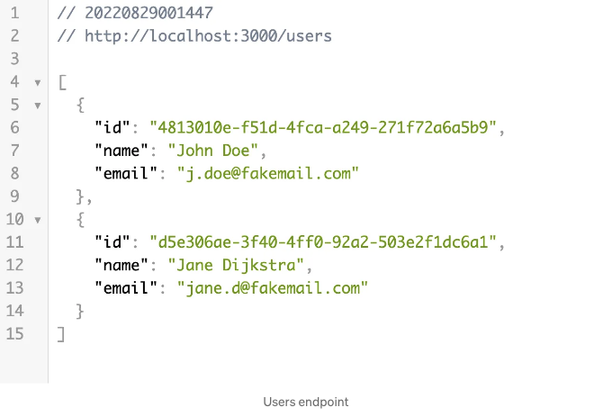 1 // 20220829001447
2 // http://localhost:3000/users
3
4 [
5 {
6 "id": "4813010e-f51d-4fca-a249-271f72a6a5b9",
7 "name": "John Doe",
8 "email": "j.doe@fakemail.com"
9 },
10 {
11 "id": "d5e306ae-3f40-4ff0-92a2-503e2f1dc6a1",
12 "name": "Jane Dijkstra",
13 "email": "jane.d@fakemail.com"
14 }
15 ]
Users endpoint